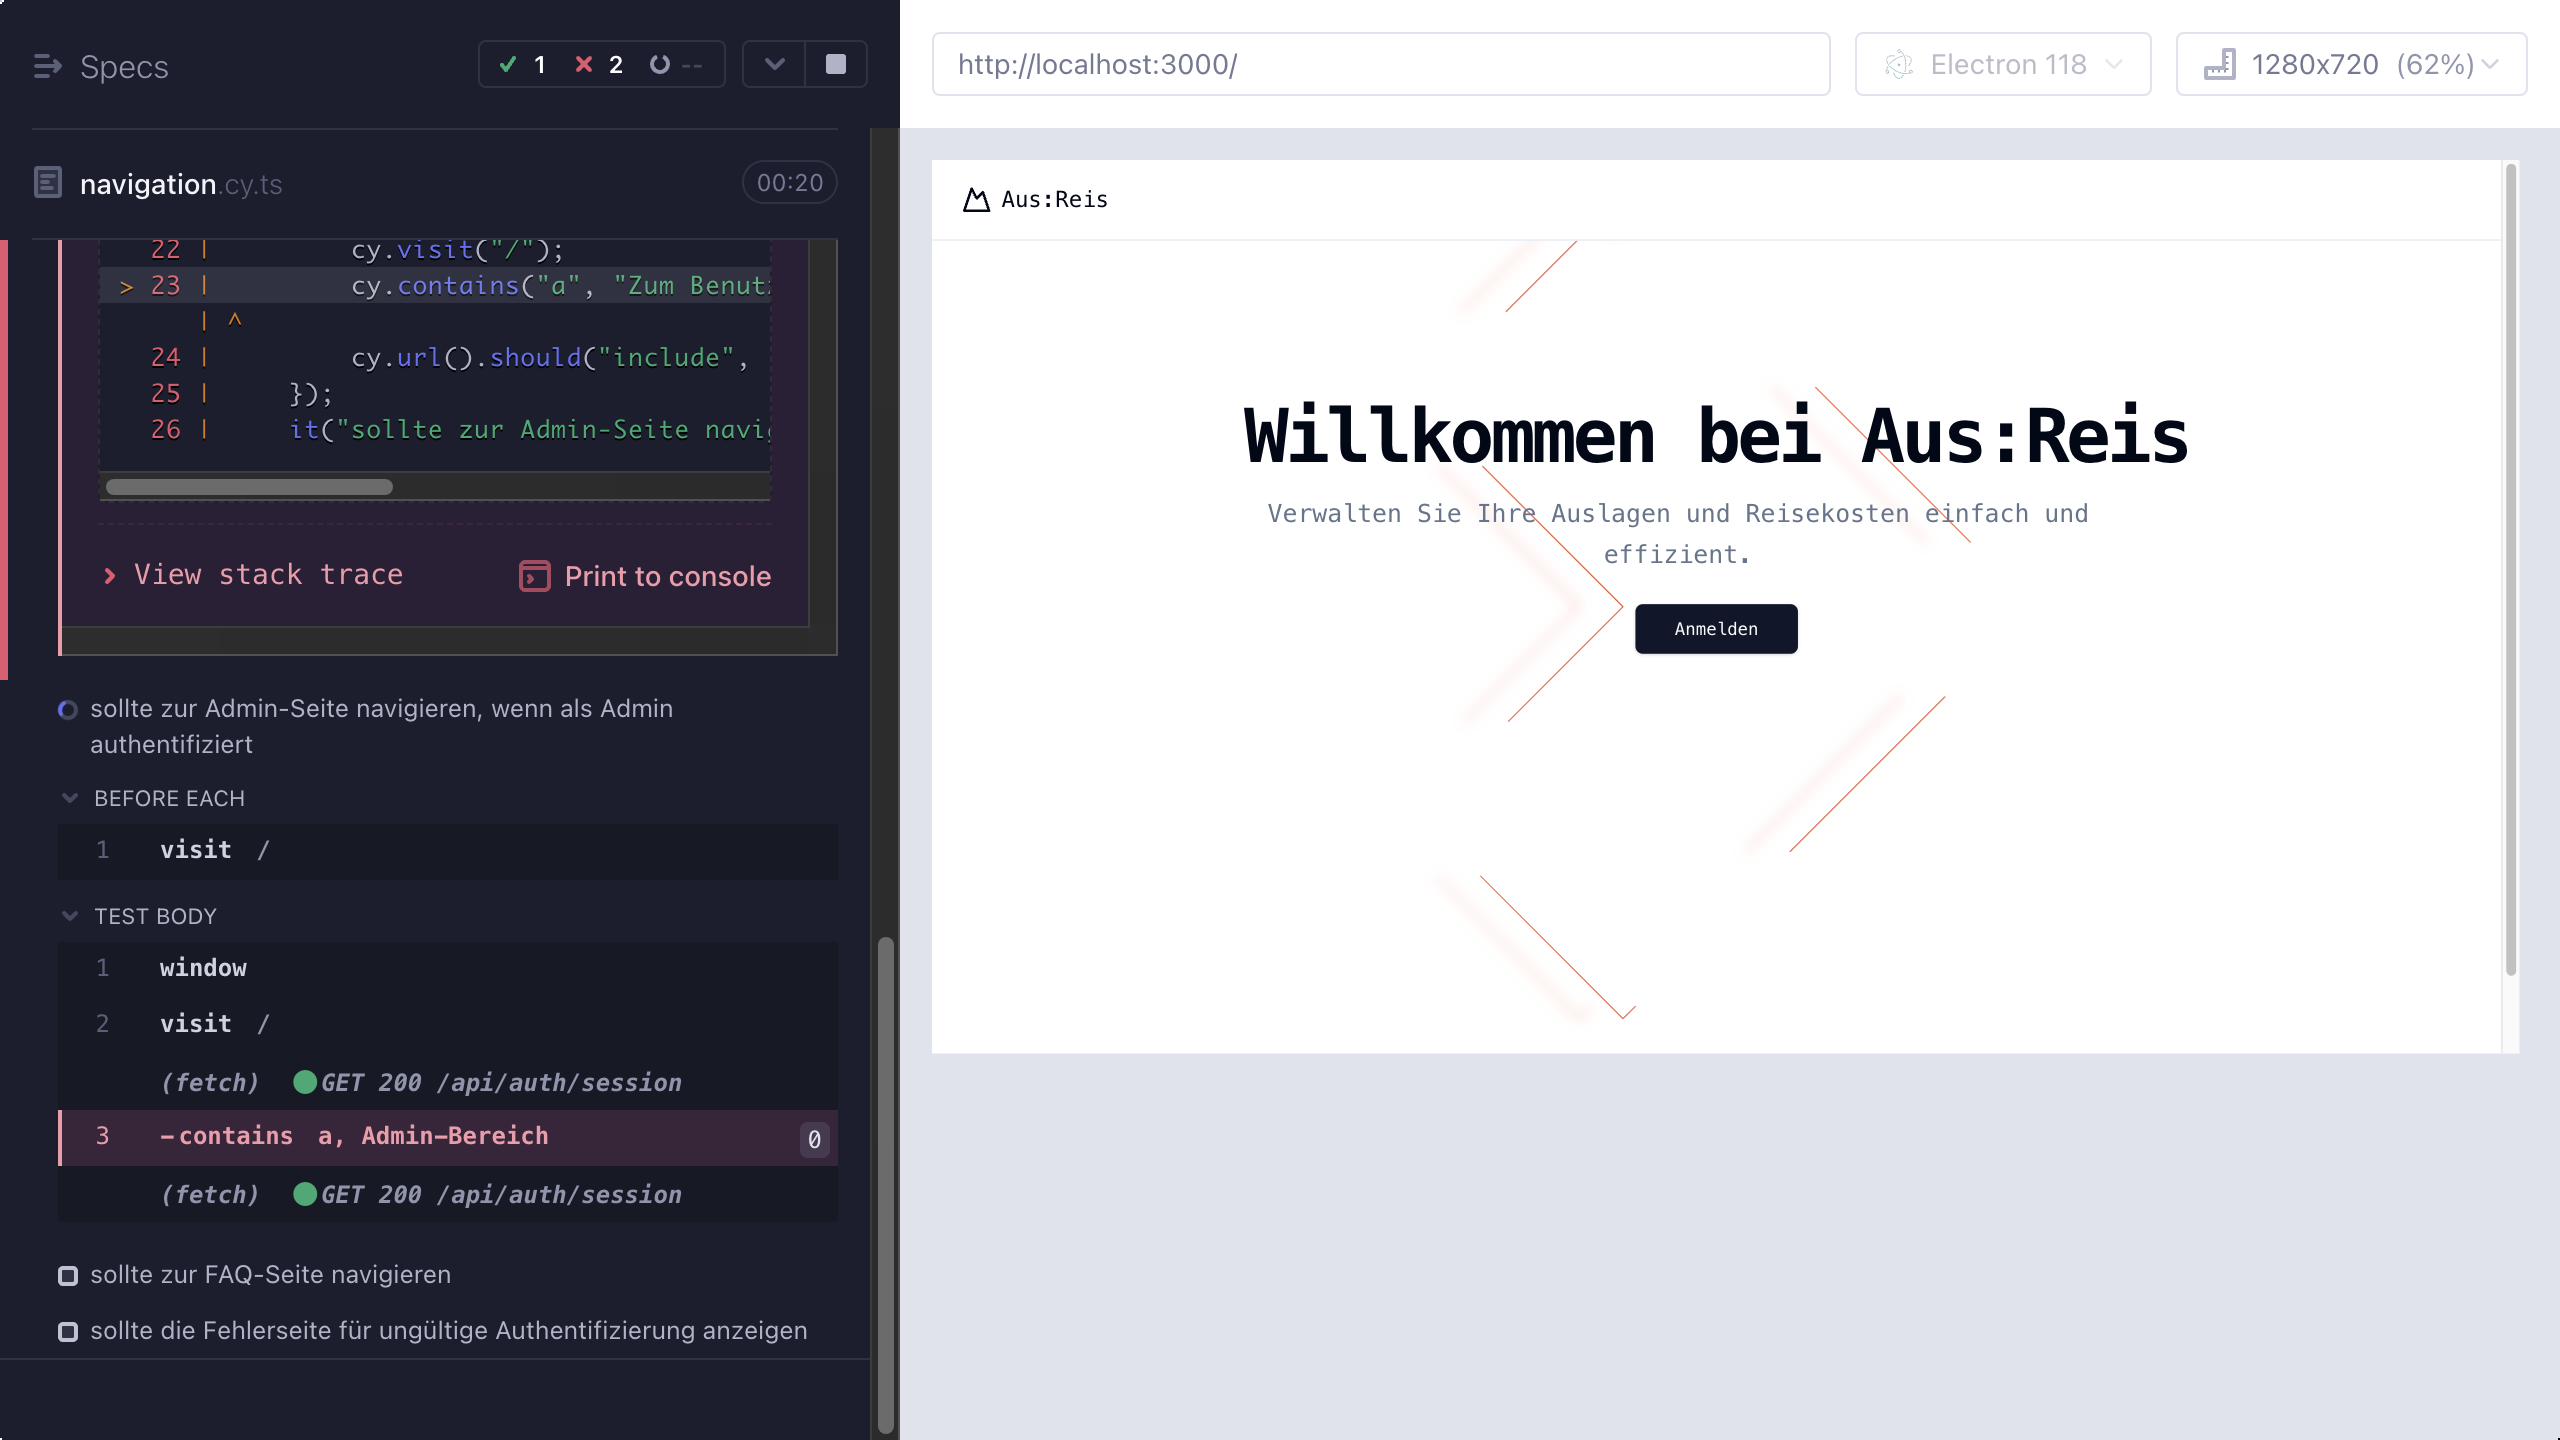 Specs
1
2
--
navigation.cy.ts
00:20
22 | cy.visit("/");
> 23 | cy.contains("a", "Zum Benut
| ^
24 | cy.url().should("include",
25 | });
26 | it("sollte zur Admin-Seite navig
View stack trace
Print to console
sollte zur Admin-Seite navigieren, wenn als Admin
authentifiziert
BEFORE EACH
1 visit /
TEST BODY
1 window
2 visit /
(fetch) GET 200 /api/auth/session
3 -contains a, Admin-Bereich 0
(fetch) GET 200 /api/auth/session
sollte zur FAQ-Seite navigieren
sollte die Fehlerseite für ungültige Authentifizierung anzeigen
http://localhost:3000/
Electron 118
1280x720 (62%)
Aus:Reis
Willkommen bei Aus:Reis
Verwalten Sie Ihre Auslagen und Reisekosten einfach und
effizient.
Anmelden